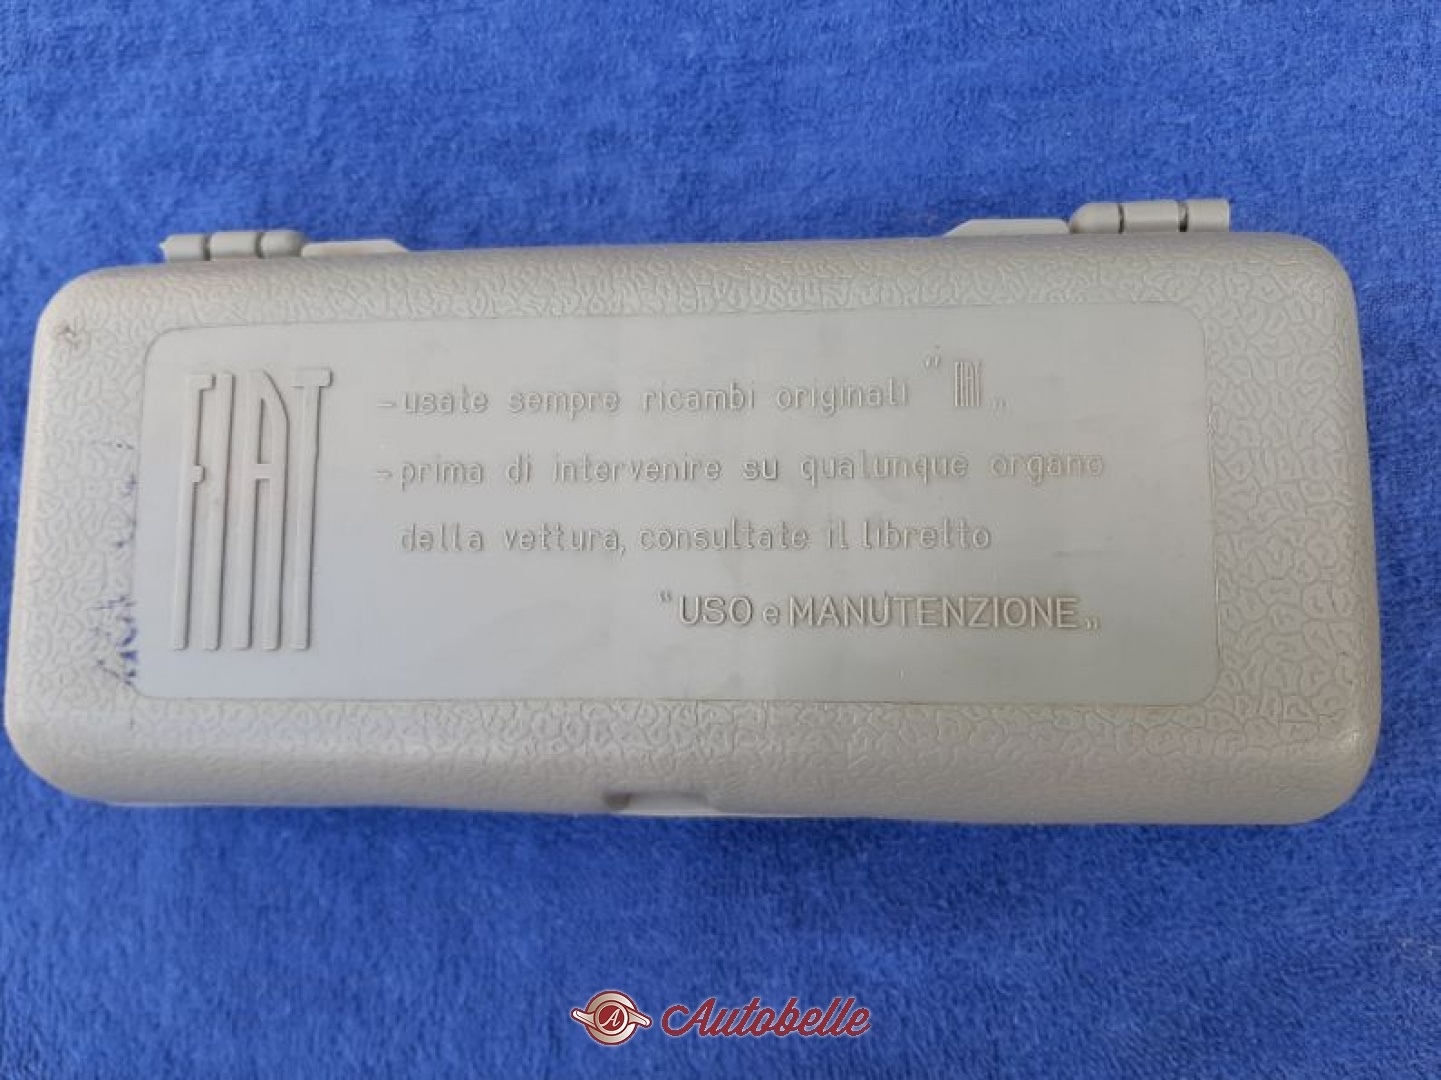 FIAT
-usate sempre ricambi originali "FIAT„
-prima di intervenire su qualunque organo
della vettura, consultate il libretto
"USO e MANUTENZIONE„
A Autobelle